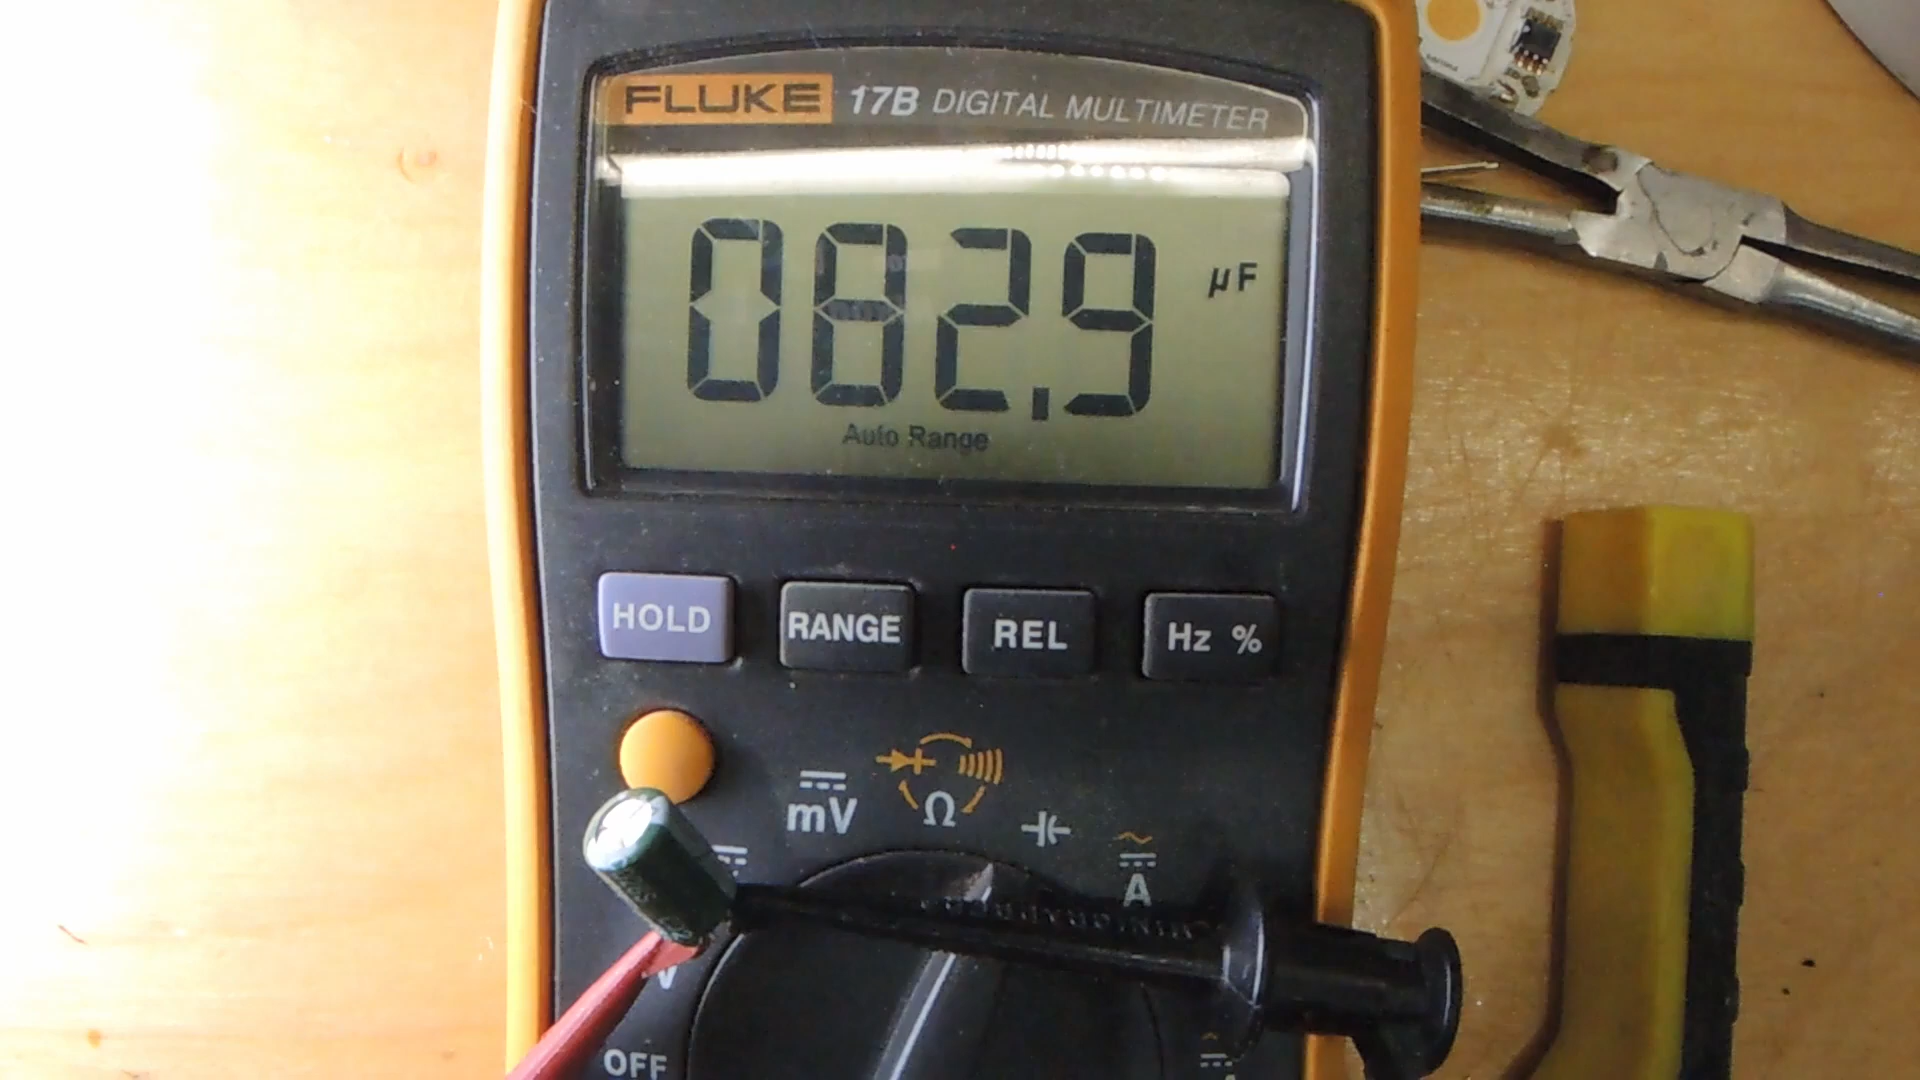 FLUKE 17B DIGITAL MULTIMETER
082.9 µF
Auto Range
HOLD RANGE REL Hz %
mV Ω A
V
OFF